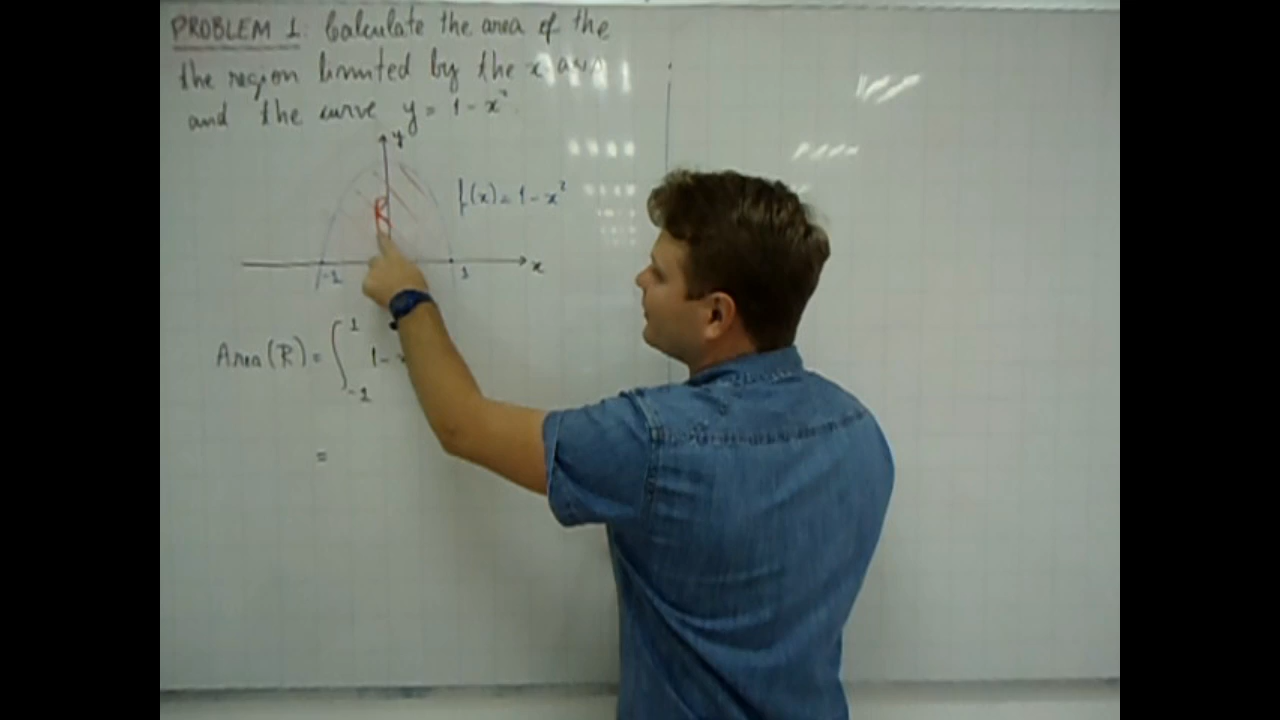 PROBLEM 1: Calculate the area of the
the region limited by the x axis
and the curve y = 1 - x²
y
R
f(x) = 1 - x²
-1 1 x
1
Area(R) = ∫ 1 -
-1
=